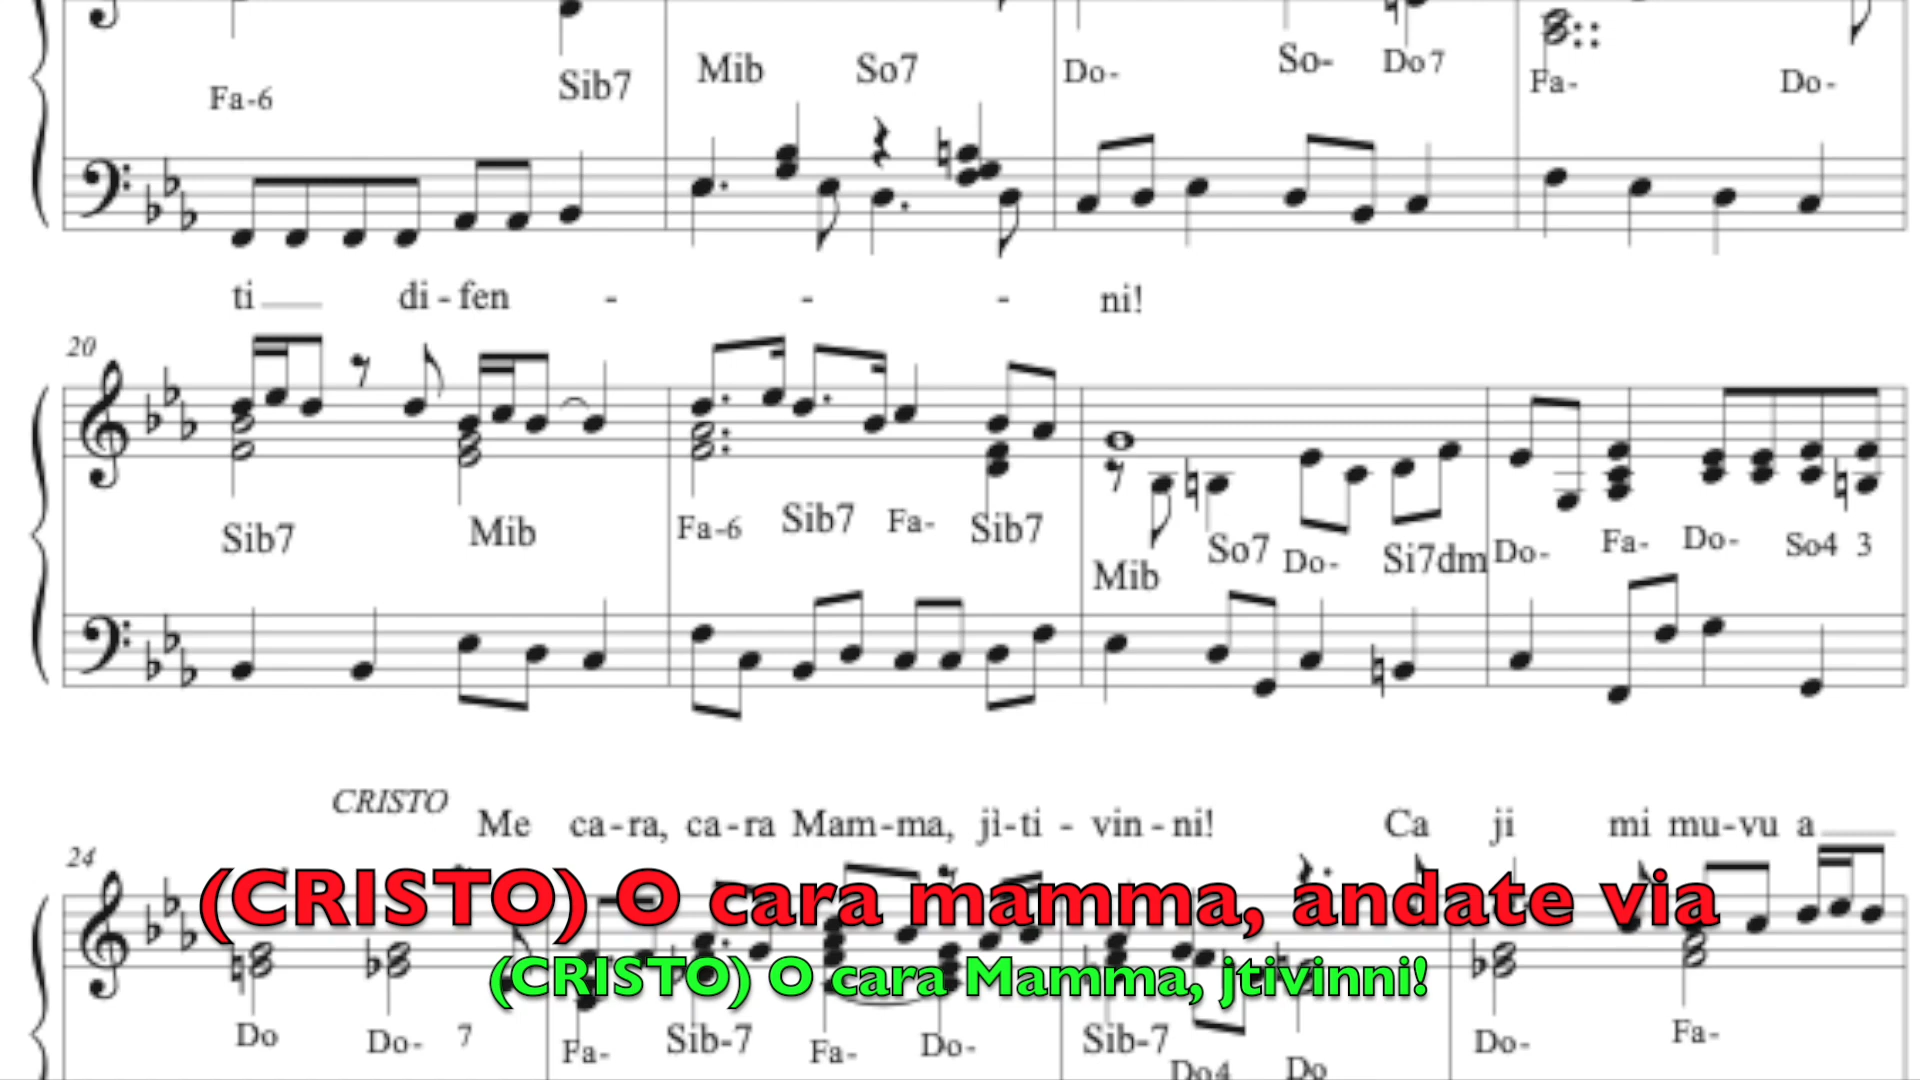 Fa-6 Sib7 Mib So7 Do- So- Do7 Fa- Do-
ti di-fen - - - ni!
20
Sib7 Mib Fa-6 Sib7 Fa- Sib7 Mib So7 Do- Si7dm Do- Fa- Do- So4 3
CRISTO
Me ca-ra, ca-ra Mam-ma, jì-ti - vin-ni! Ca ji mi mu-vu a
24
(CRISTO) O cara mamma, andate via
(CRISTO) O cara Mamma, jtivinni!
Do Do- 7 Fa- Sib-7 Fa- Do- Sib-7 Do4 Do Do- Fa-